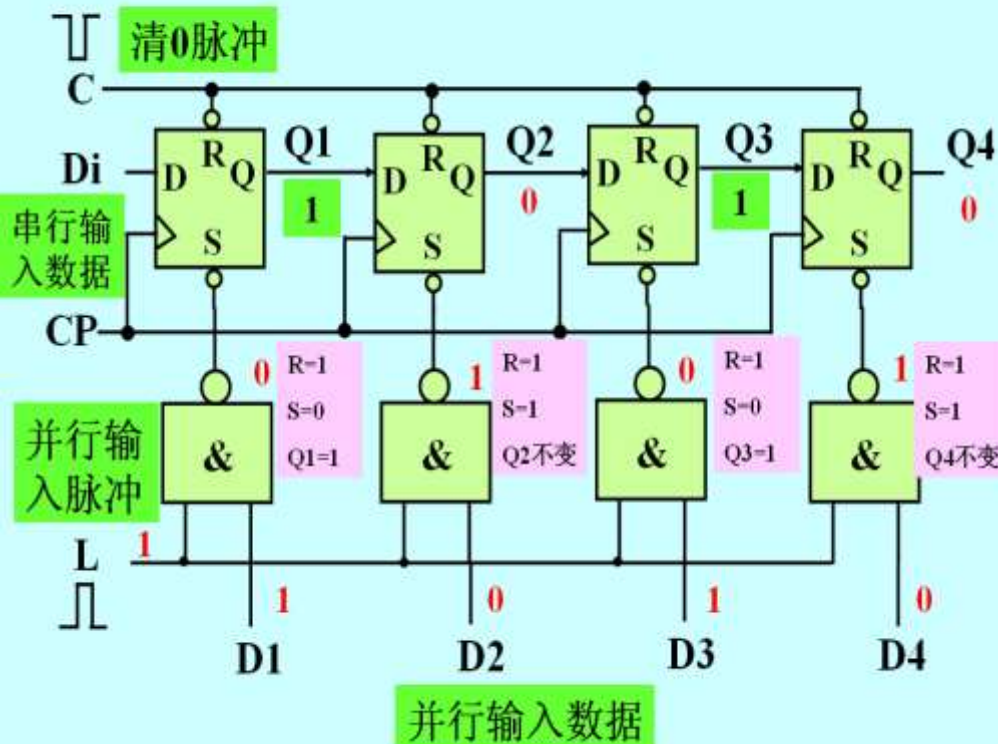 清0脉冲
C
Q1
Q2
Q3
Q4
Di
D
R
Q
D
R
Q
D
R
Q
D
R
Q
1
0
1
0
串行输
入数据
S
S
S
S
CP
0
R=1
S=0
Q1=1
1
R=1
S=1
Q2不变
0
R=1
S=0
Q3=1
1
R=1
S=1
Q4不变
并行输
入脉冲
&
&
&
&
L
1
1
0
1
0
D1
D2
D3
D4
并行输入数据